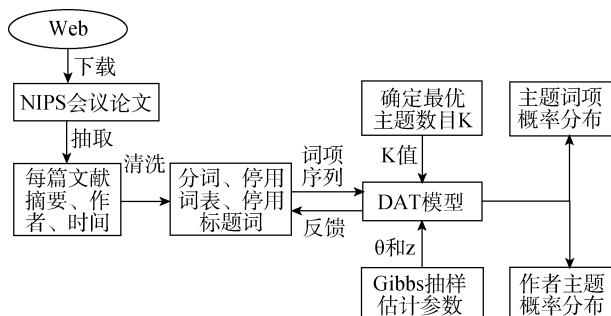 Web
下载
NIPS会议论文
抽取
每篇文献
摘要、作
者、时间
清洗
分词、停用
词表、停用
标题词
词项
序列
反馈
确定最优
主题数目K
K值
DAT模型
θ和z
Gibbs抽样
估计参数
主题词项
概率分布
作者主题
概率分布